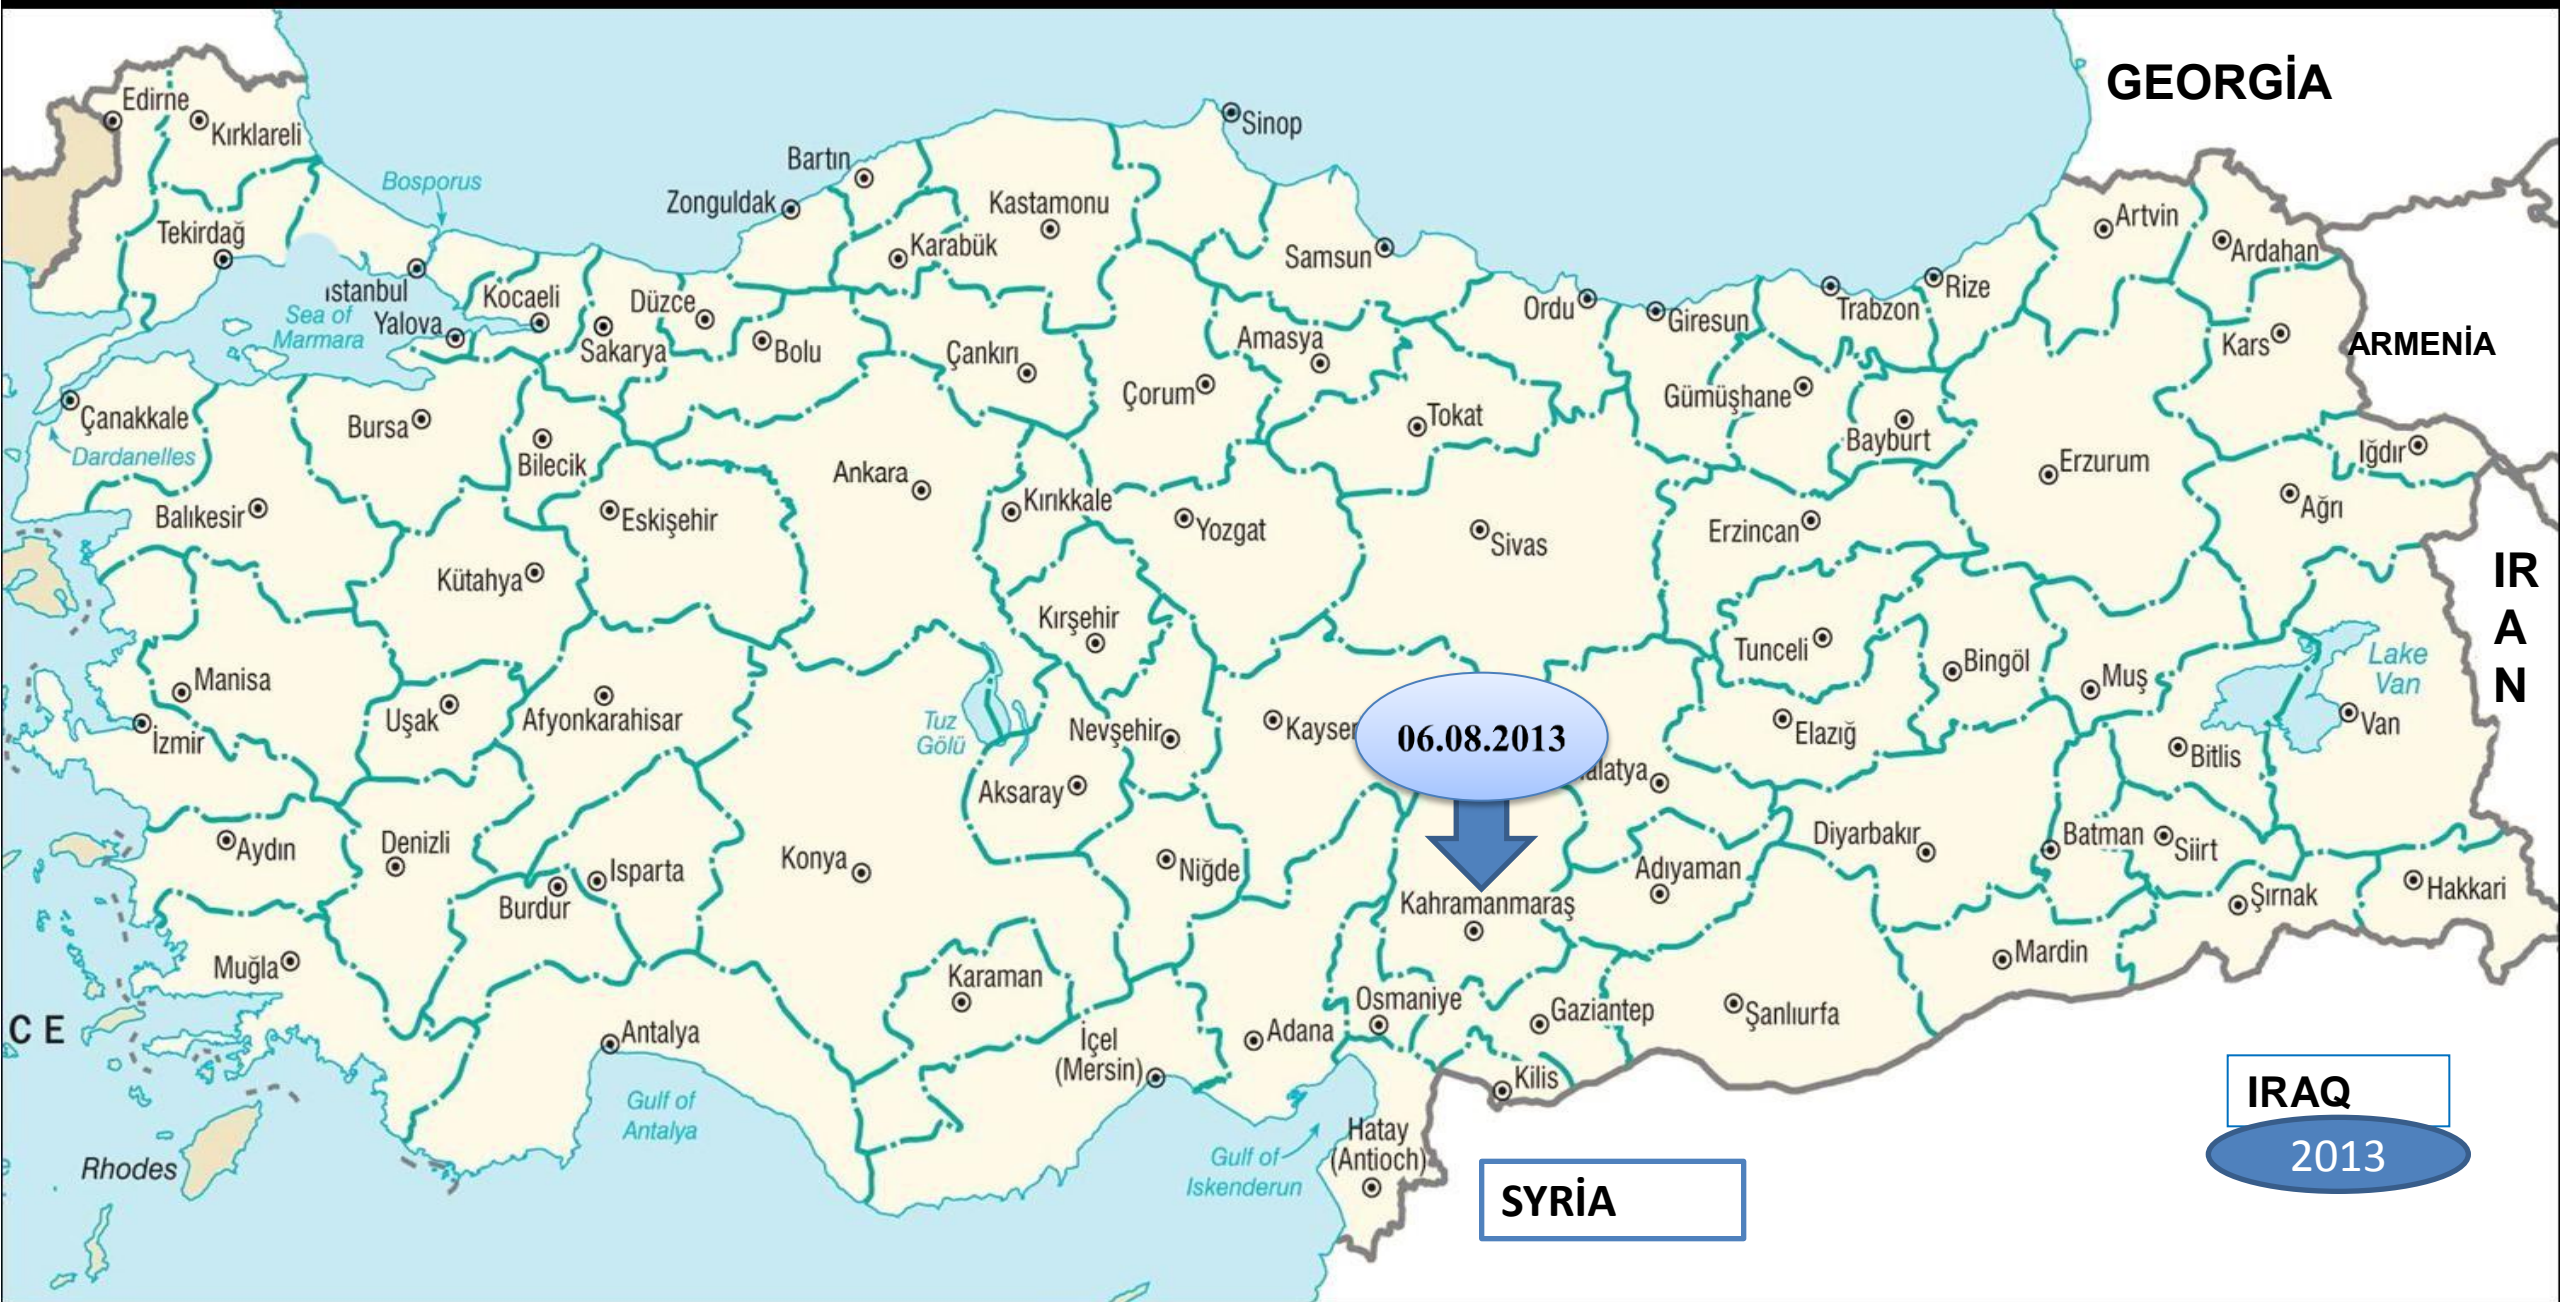 GEORGİA
Edirne
Kırklareli
Sinop
Bartın
Bosporus
Zonguldak
Kastamonu
Artvin
Tekirdağ
Karabük
Samsun
Ardahan
ıstanbul
Kocaeli
Düzce
Ordu
Giresun
Trabzon
Rize
Sea of
Marmara
Yalova
Sakarya
Bolu
Çankırı
Amasya
Kars
ARMENİA
Çanakkale
Bursa
Çorum
Tokat
Gümüşhane
Dardanelles
Bilecik
Bayburt
Iğdır
Ankara
Erzurum
Balıkesir
Eskişehir
Kırıkkale
Yozgat
Sivas
Erzincan
Ağrı
Kütahya
IR
A
N
Kırşehir
Tunceli
Bingöl
Muş
Lake
Van
Manisa
Uşak
Afyonkarahisar
Tuz
Gölü
Nevşehir
Kayser
06.08.2013
Elazığ
Van
İzmir
Bitlis
Aksaray
alatya
Aydın
Denizli
Isparta
Konya
Niğde
Adıyaman
Diyarbakır
Batman
Siirt
Burdur
Kahramanmaraş
Şırnak
Hakkari
Muğla
Karaman
Osmaniye
Gaziantep
Mardin
C E
Antalya
İçel
(Mersin)
Adana
Şanlıurfa
Kilis
Gulf of
Antalya
IRAQ
2013
Rhodes
Gulf of
Iskenderun
Hatay
(Antioch)
SYRİA